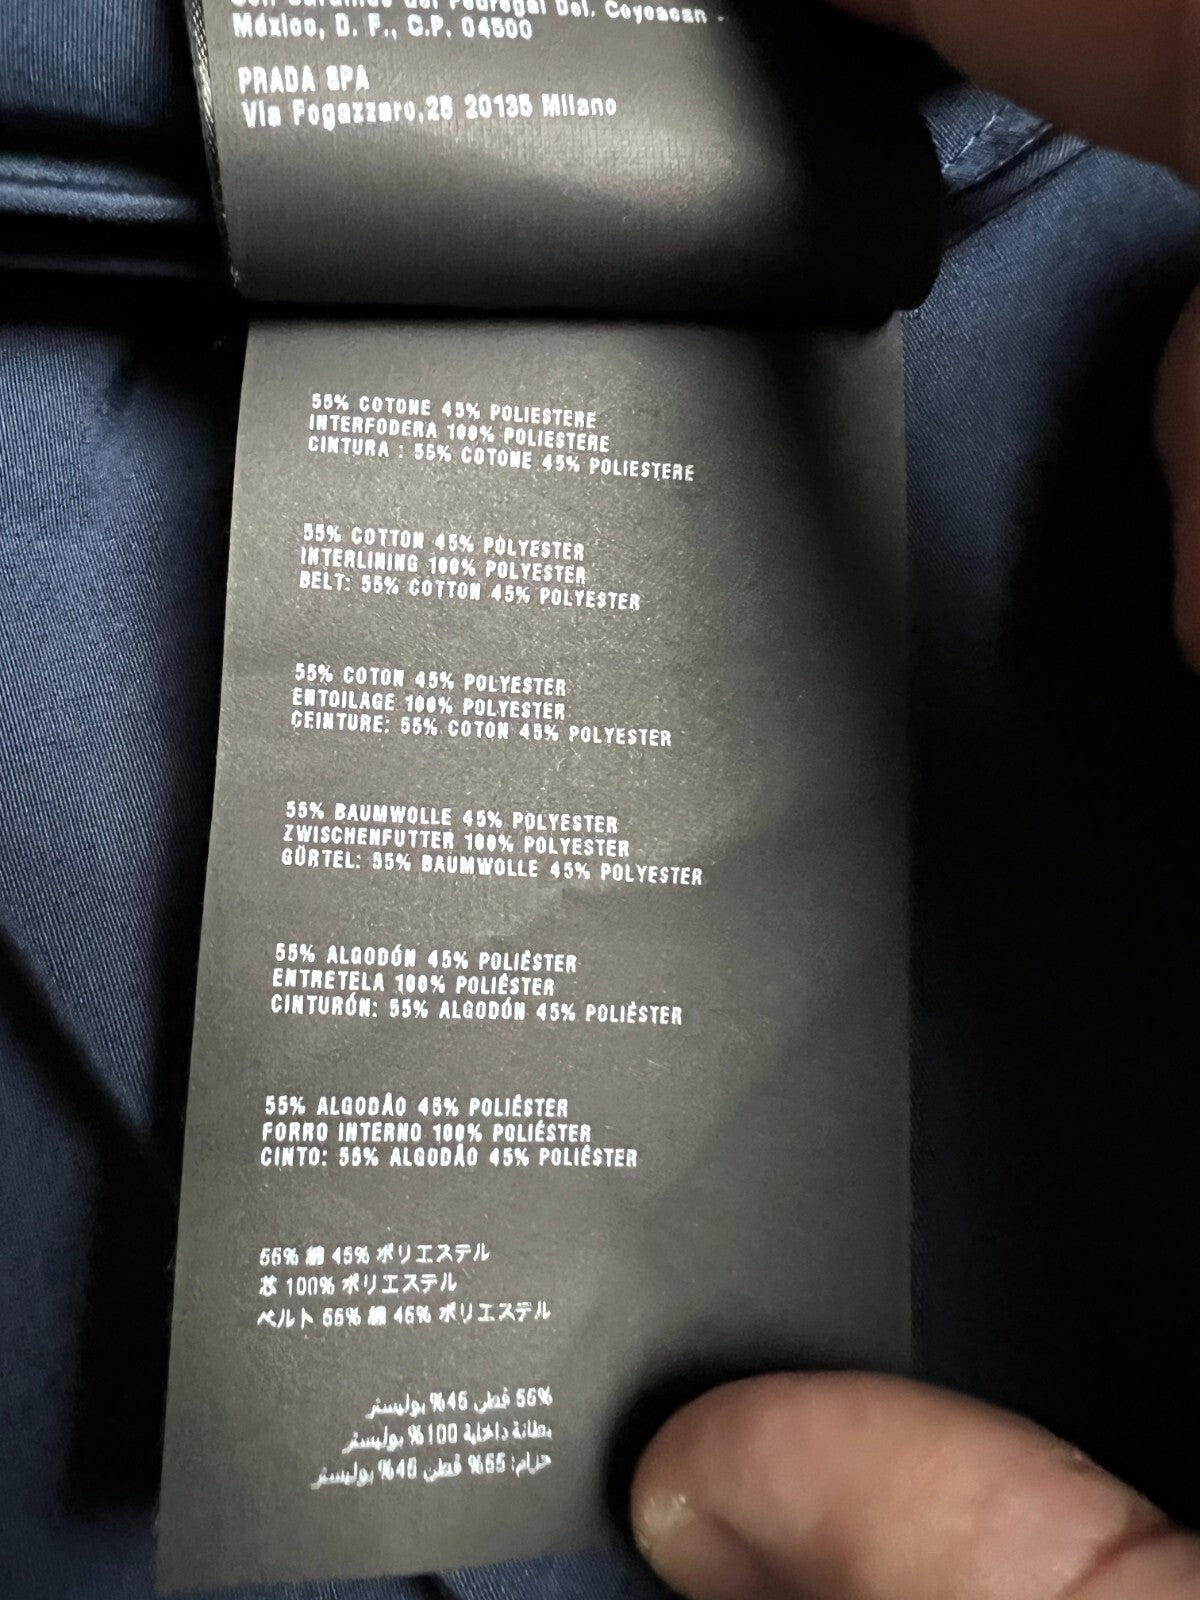 del Pedregal Del. Coyoacan -
México, D. F., C.P. 04500
PRADA SPA
Via Fogazzaro,28 20135 Milano
55% COTONE 45% POLIESTERE
INTERFODERA 100% POLIESTERE
CINTURA : 55% COTONE 45% POLIESTERE
55% COTTON 45% POLYESTER
INTERLINING 100% POLYESTER
BELT: 55% COTTON 45% POLYESTER
55% COTON 45% POLYESTER
ENTOILAGE 100% POLYESTER
CEINTURE: 55% COTON 45% POLYESTER
55% BAUMWOLLE 45% POLYESTER
ZWISCHENFUTTER 100% POLYESTER
GÜRTEL: 55% BAUMWOLLE 45% POLYESTER
55% ALGODÓN 45% POLIÉSTER
ENTRETELA 100% POLIÉSTER
CINTURÓN: 55% ALGODÓN 45% POLIÉSTER
55% ALGODÃO 45% POLIÉSTER
FORRO INTERNO 100% POLIÉSTER
CINTO: 55% ALGODÃO 45% POLIÉSTER
55% 綿 45% ポリエステル
芯 100% ポリエステル
ベルト 55% 綿 45% ポリエステル
55% قطن 45% بوليستر
بطانة داخلية 100% بوليستر
حزام: 55% قطن 45% بوليستر